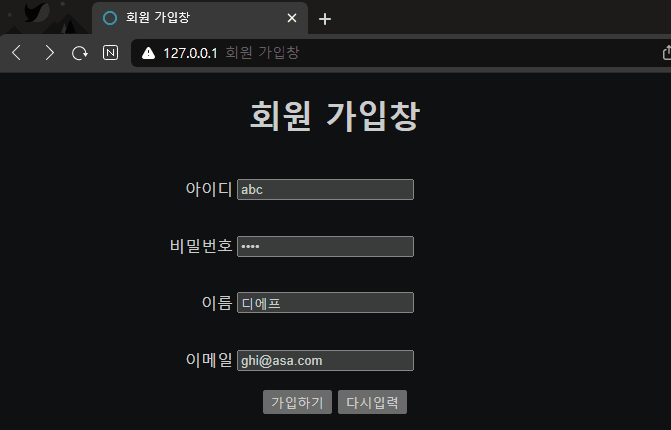 회원 가입창
127.0.0.1 회원 가입창
회원 가입창
아이디 abc
비밀번호 ••••
이름 디에프
이메일 ghi@asa.com
가입하기 다시입력